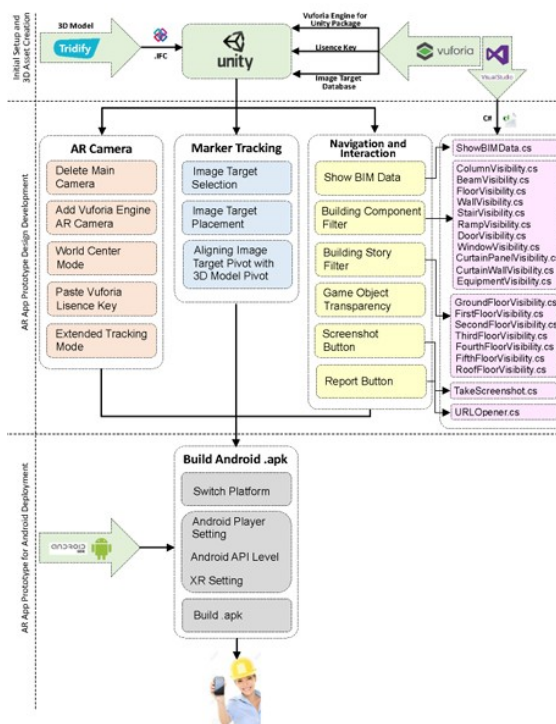 Initial Setup and
3D Asset Creation
3D Model
Tridify
.IFC
unity
Vuforia Engine for
Unity Package
Lisence Key
Image Target
Database
vuforia
VisualStudio
AR App Prototype Design Development
C#
AR Camera
Delete Main
Camera
Add Vuforia Engine
AR Camera
World Center
Mode
Paste Vuforia
Lisence Key
Extended Tracking
Mode
Marker Tracking
Image Target
Selection
Image Target
Placement
Aligning Image
Target Pivot with
3D Model Pivot
Navigation and
Interaction
Show BIM Data
Building Component
Filter
Building Story
Filter
Game Object
Transparency
Screenshot
Button
Report Button
ShowBIMData.cs
ColumnVisibility.cs
BeamVisibility.cs
FloorVisibility.cs
WallVisibility.cs
StairVisibility.cs
RampVisibility.cs
DoorVisibility.cs
WindowVisibility.cs
CurtainPanelVisibility.cs
CurtainWallVisibility.cs
EquipmentVisibility.cs
GroundFloorVisibility.cs
FirstFloorVisibility.cs
SecondFloorVisibility.cs
ThirdFloorVisibility.cs
FourthFloorVisibility.cs
FifthFloorVisibility.cs
RoofFloorVisibility.cs
TakeScreenshot.cs
URLOpener.cs
AR App Prototype for Android Deployment
android
Build Android .apk
Switch Platform
Android Player
Setting
Android API Level
XR Setting
Build .apk